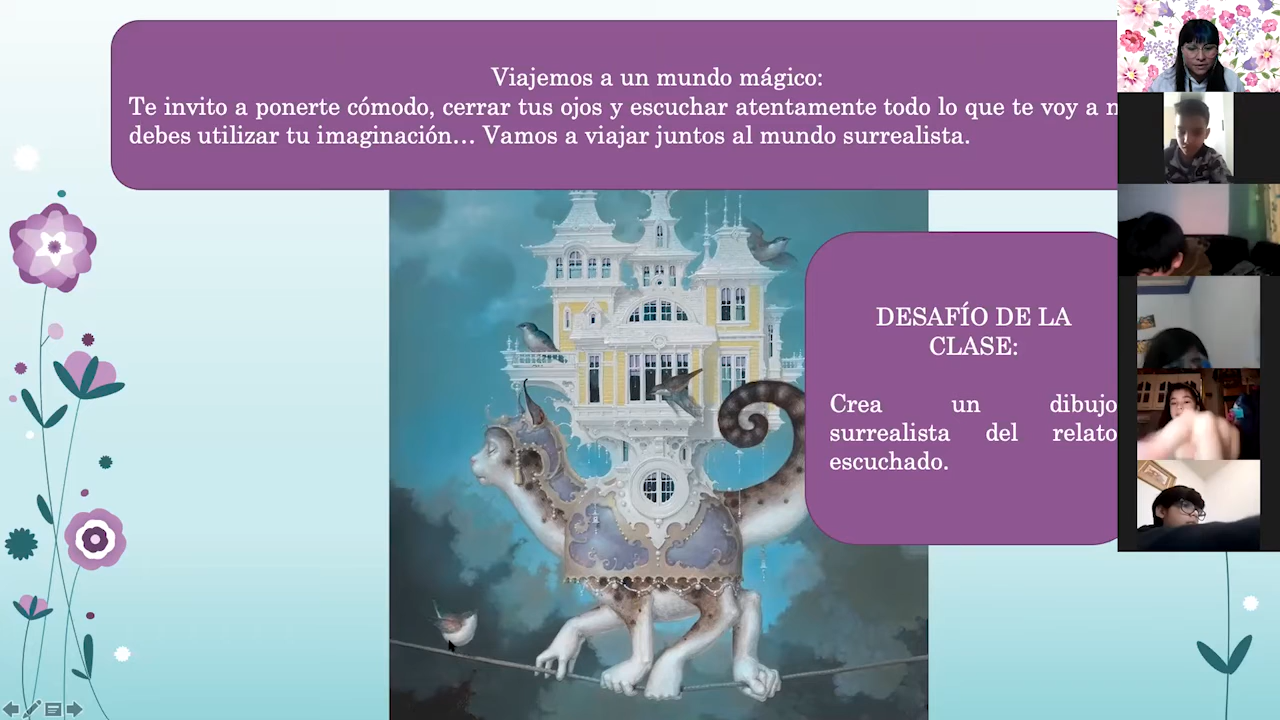 Viajemos a un mundo mágico:
Te invito a ponerte cómodo, cerrar tus ojos y escuchar atentamente todo lo que te voy a
debes utilizar tu imaginación... Vamos a viajar juntos al mundo surrealista.
DESAFÍO DE LA
CLASE:
Crea un dibujo
surrealista del relato
escuchado.